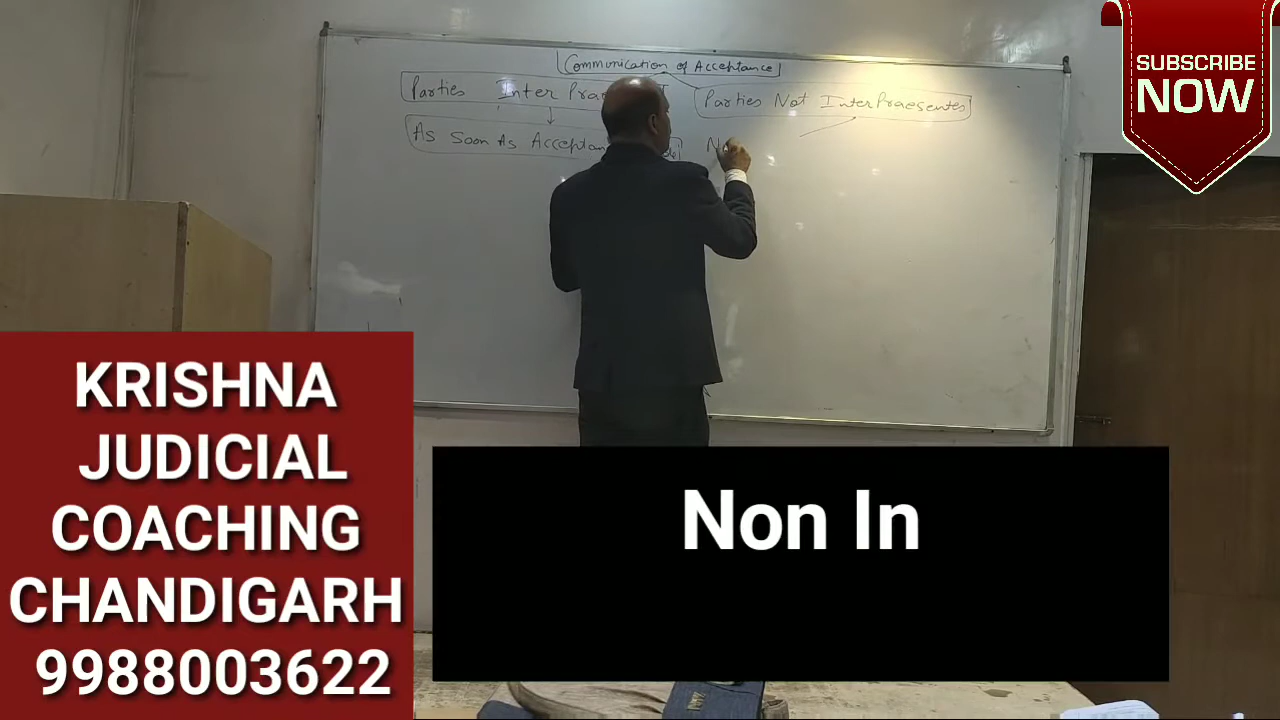 SUBSCRIBE
NOW
Communication of Acceptance
Parties Inter
Parties Not Inter Praesentes
As Soon As
KRISHNA
JUDICIAL
COACHING
CHANDIGARH
9988003622
Non In